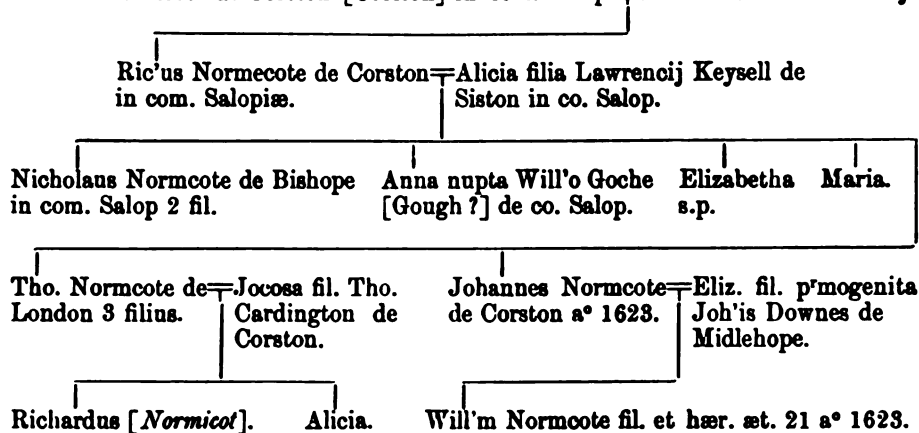 Ric'us Normecote de Corston=Alicia filia Lawrencij Keysell de
in com. Salopiæ.
Siston in co. Salop.
Nicholaus Normcote de Bishope
in com. Salop 2 fil.
Anna nupta Will'o Goche
[Gough ?] de co. Salop.
Elizabetha
s.p.
Maria.
Tho. Normcote de=Jocosa fil. Tho.
London 3 filius.
Cardington de
Corston.
Johannes Normcote=Eliz. fil. pʳmogenita
de Corston aº 1623.
Joh'is Downes de
Midlehope.
Richardus [Normicot].
Alicia.
Will'm Normcote fil. et hær. æt. 21 aº 1623.